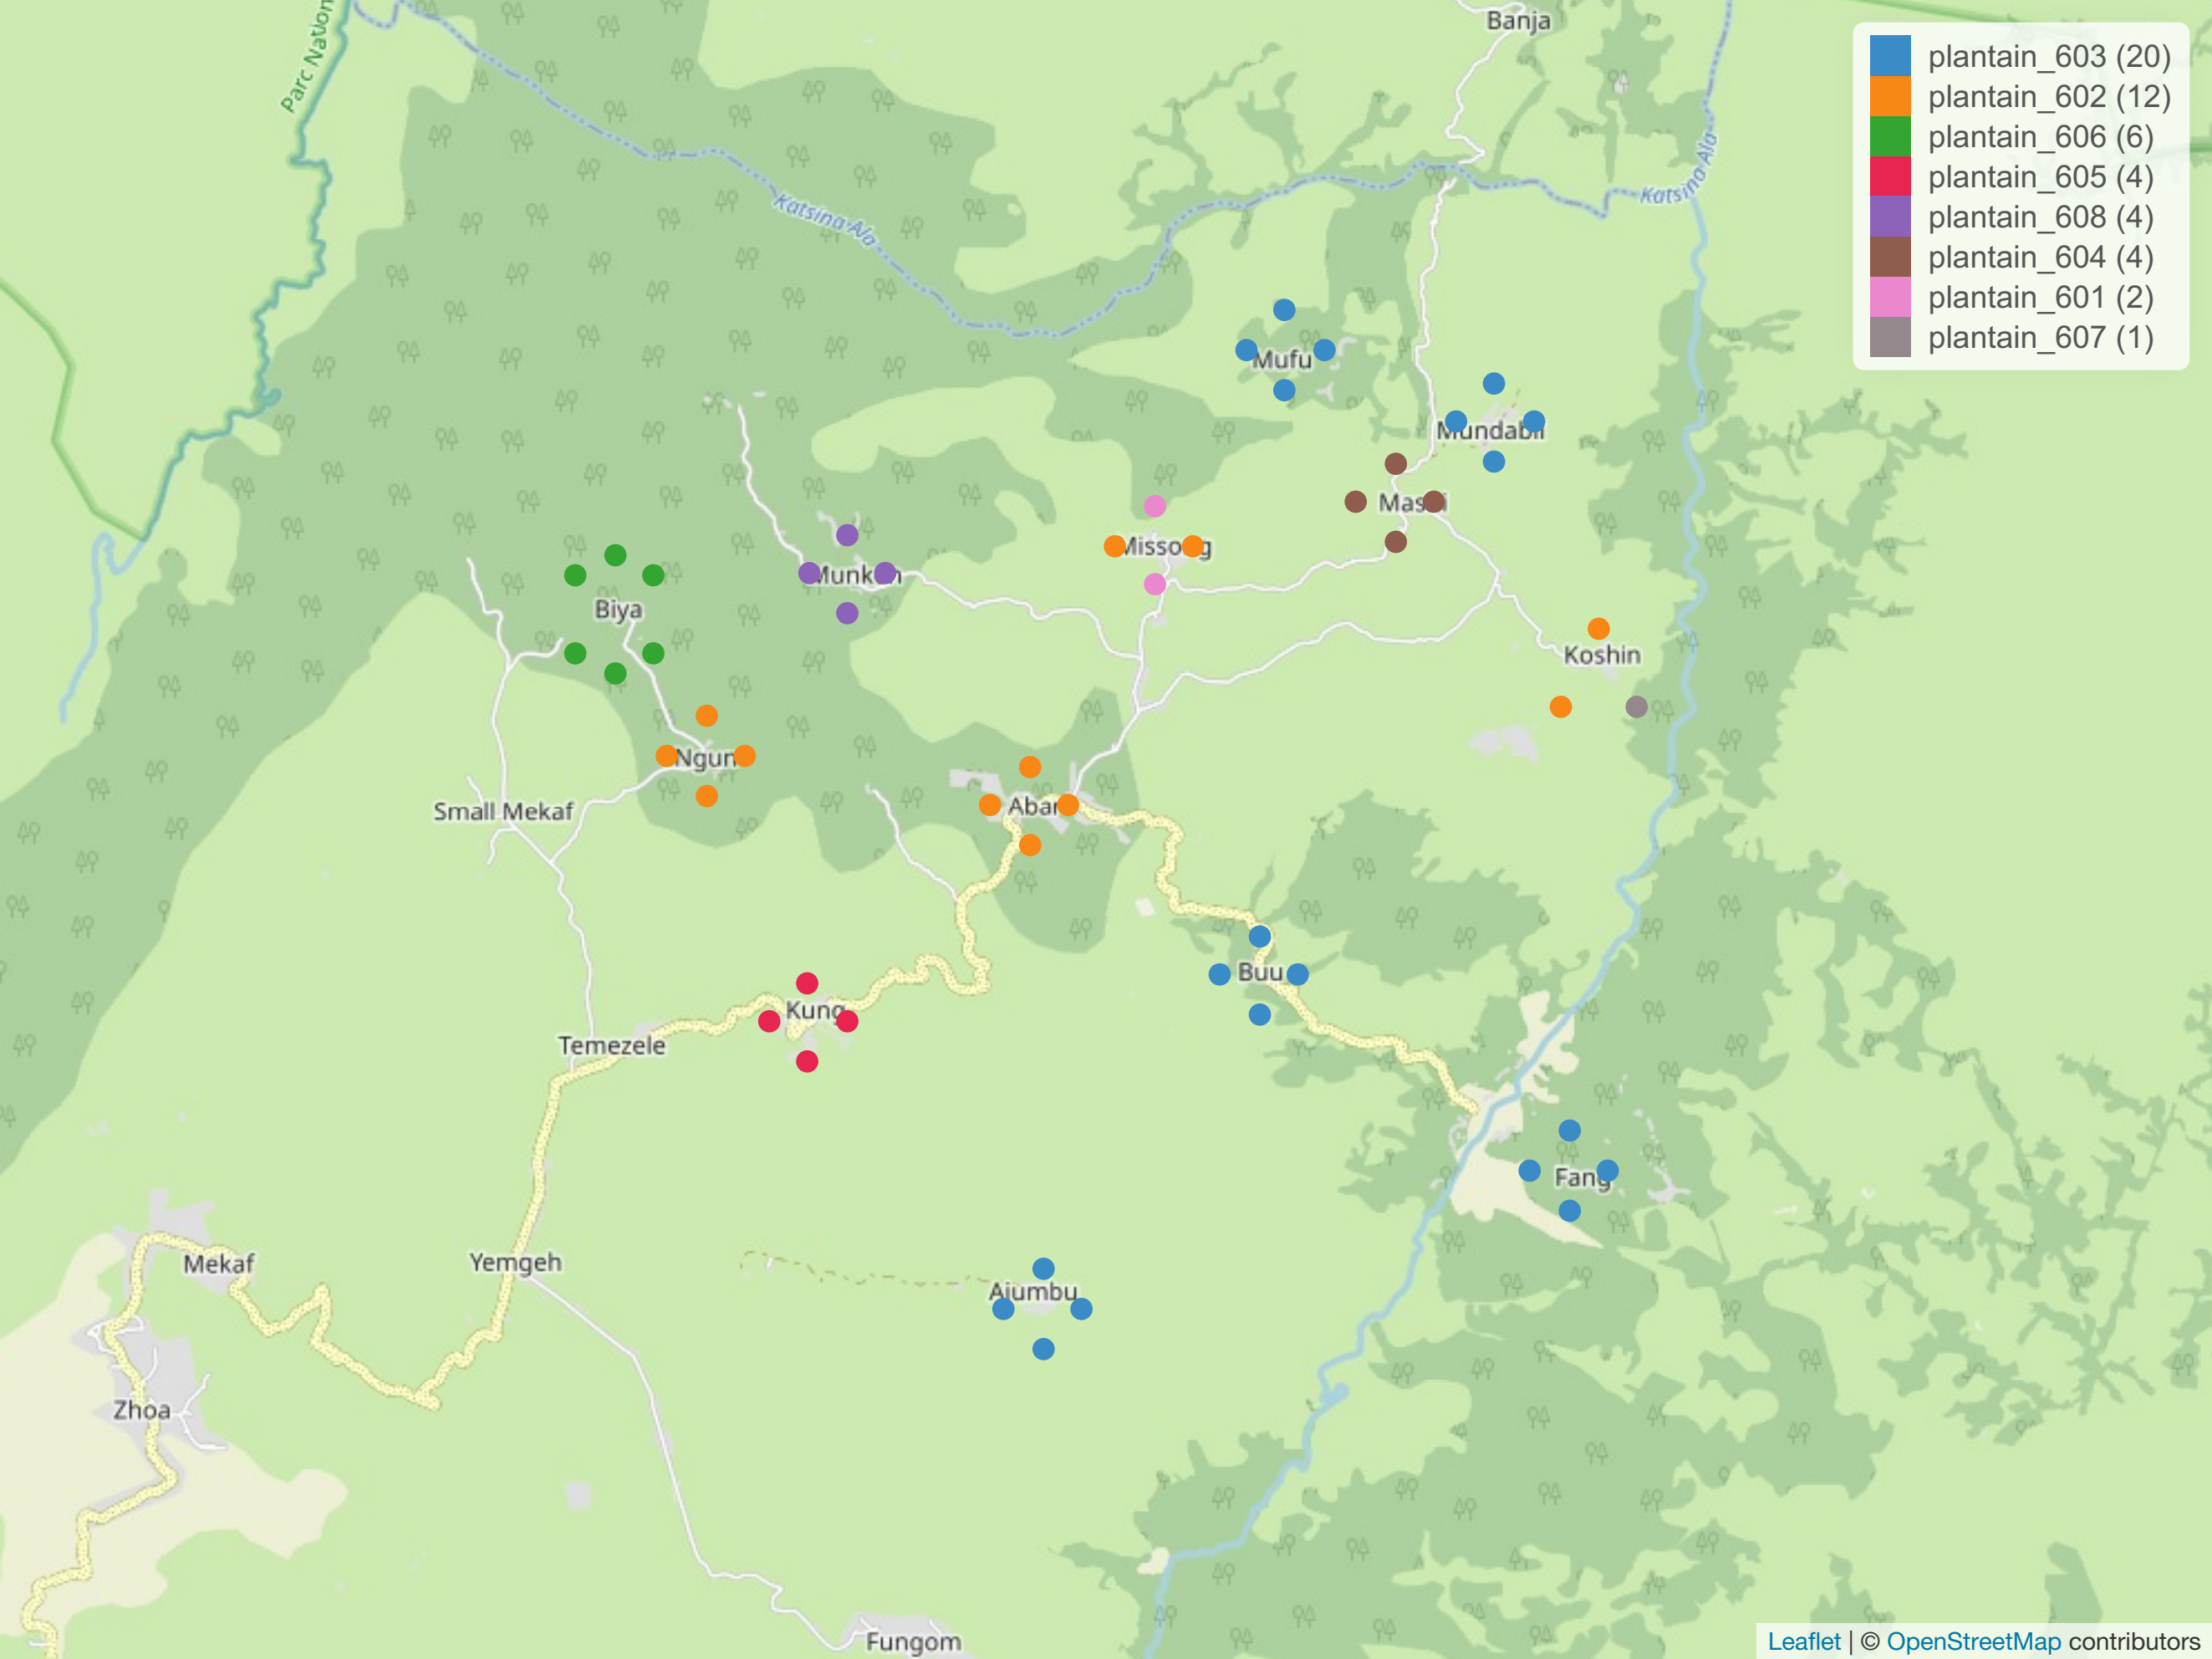 Banja
Parc Nation
plantain_603 (20)
plantain_602 (12)
plantain_606 (6)
plantain_605 (4)
plantain_608 (4)
plantain_604 (4)
plantain_601 (2)
plantain_607 (1)
Katsina Ala
Katsina-Ala
Mufu
Mundabli
Missong
Biya
Koshin
Small Mekaf
Buu
Kung
Temezele
Fang
Mekaf
Yemgeh
Aiumbu
Zhoa
Fungom
Leaflet | © OpenStreetMap contributors